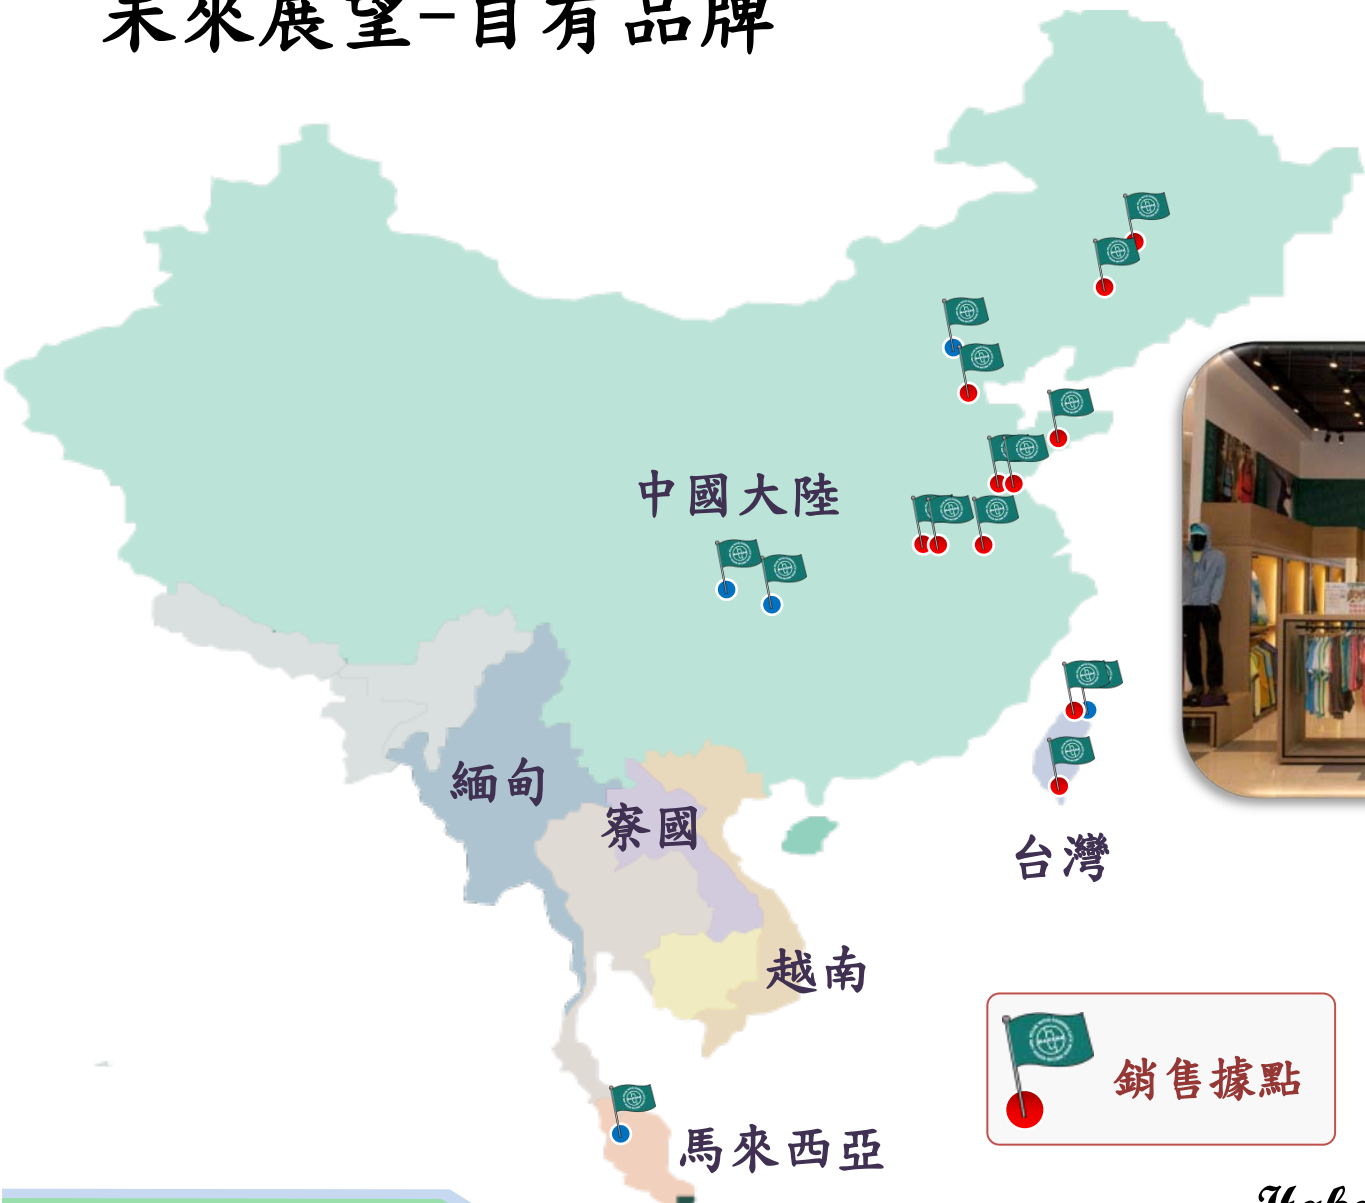 未來展望-自有品牌
中國大陸
緬甸
寮國
台灣
越南
銷售據點
馬來西亞